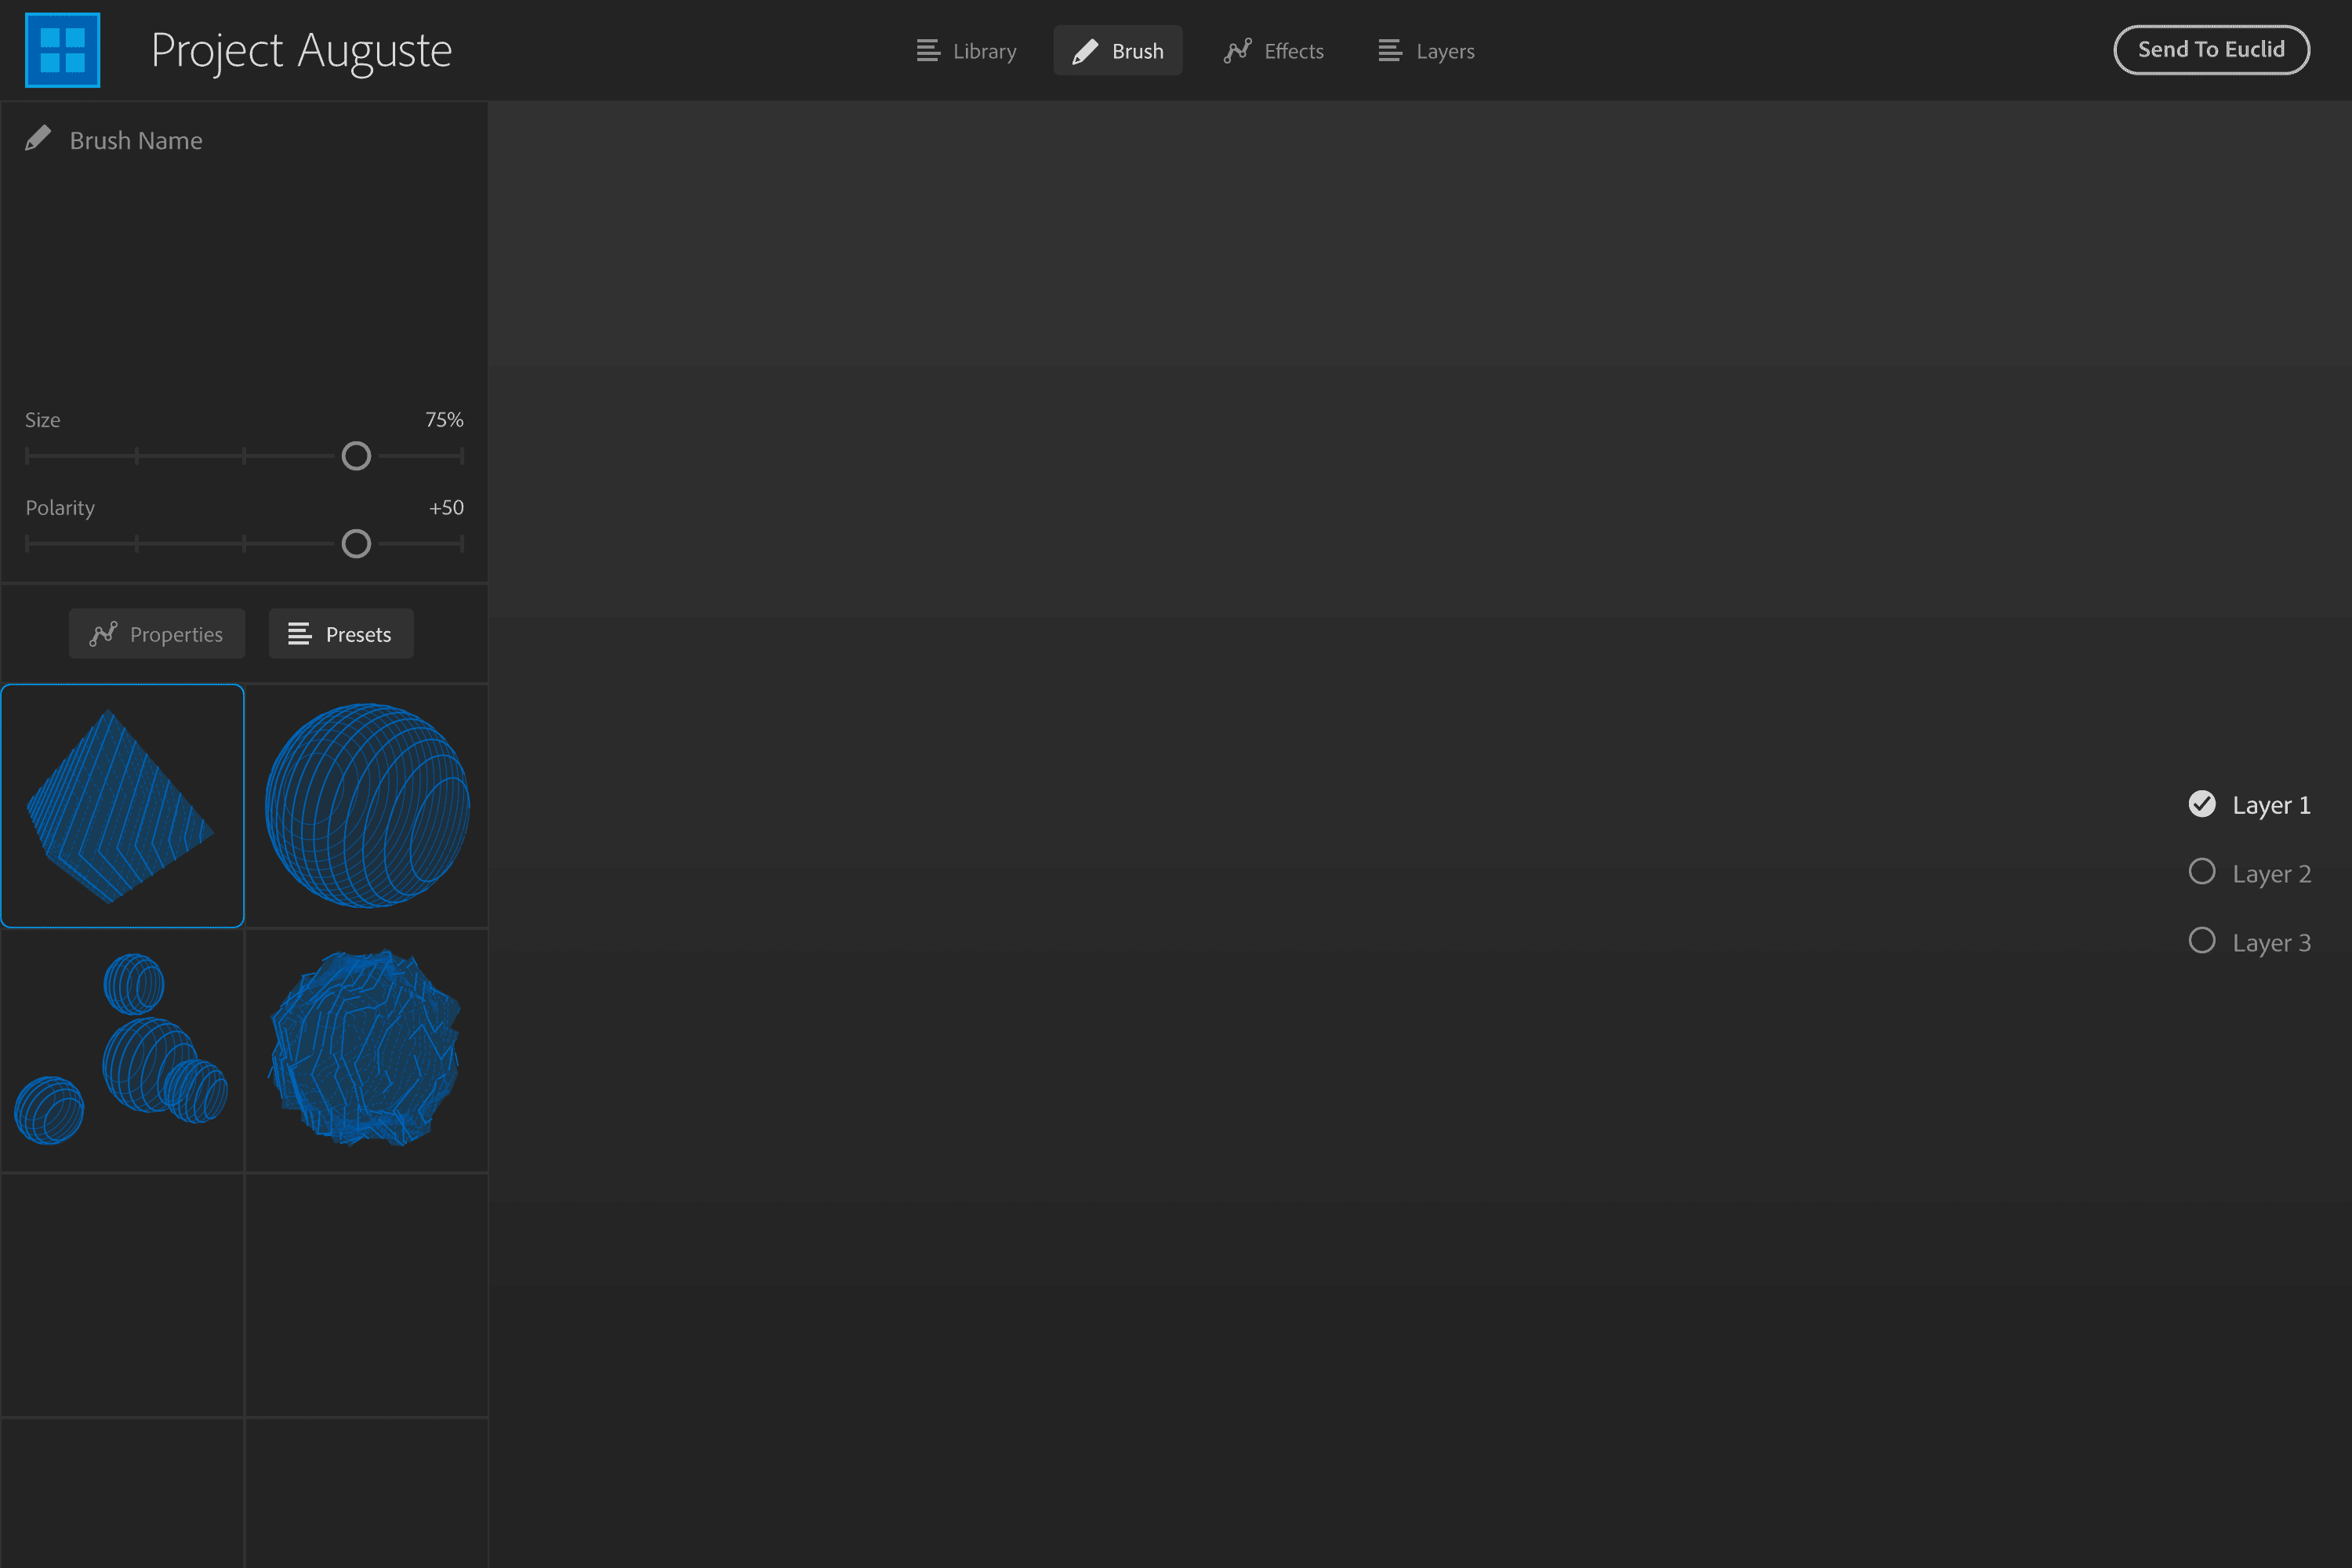 Project Auguste
Library
Brush
Effects
Layers
Send To Euclid
Brush Name
Size
75%
Polarity
+50
Properties
Presets
Layer 1
Layer 2
Layer 3